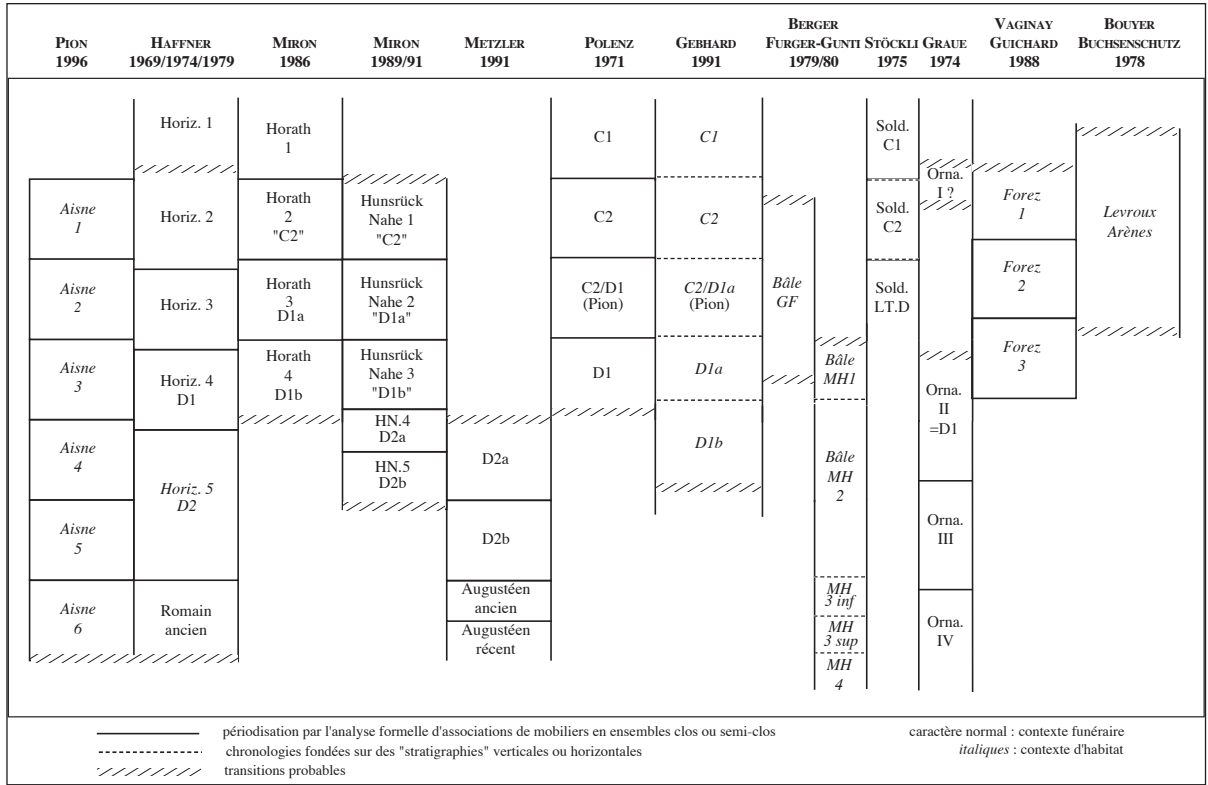 PION
1996
HAFFNER
1969/1974/1979
MIRON
1986
MIRON
1989/91
METZLER
1991
POLENZ
1971
GEBHARD
1991
BERGER
FURGER-GUNTI
1979/80
STÖCKLI
1975
GRAUE
1974
VAGINAY
GUICHARD
1988
BOUYER
BUCHSENSCHUTZ
1978
Aisne
1
Aisne
2
Aisne
3
Aisne
4
Aisne
5
Aisne
6
Horiz. 1
Horiz. 2
Horiz. 3
Horiz. 4
D1
Horiz. 5
D2
Romain
ancien
Horath
1
Horath
2
"C2"
Horath
3
D1a
Horath
4
D1b
Hunsrück
Nahe 1
"C2"
Hunsrück
Nahe 2
"D1a"
Hunsrück
Nahe 3
"D1b"
HN.4
D2a
HN.5
D2b
D2a
D2b
Augustéen
ancien
Augustéen
récent
C1
C2
C2/D1
(Pion)
D1
C1
C2
C2/D1a
(Pion)
D1a
D1b
Bâle
GF
Bâle
MH1
Bâle
MH
2
MH
3 inf
MH
3 sup
MH
4
Sold.
C1
Sold.
C2
Sold.
LT.D
Orna.
I ?
Orna.
II
=D1
Orna.
III
Orna.
IV
Forez
1
Forez
2
Forez
3
Levroux
Arènes
périodisation par l'analyse formelle d'associations de mobiliers en ensembles clos ou semi-clos
chronologies fondées sur des "stratigraphies" verticales ou horizontales
transitions probables
caractère normal : contexte funéraire
italiques : contexte d'habitat